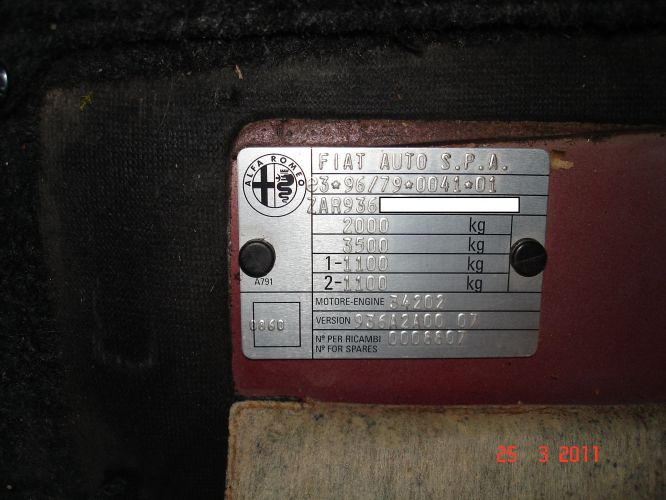 ALFA ROMEO
FIAT AUTO S.P.A.
e3*96/79*0041*01
ZAR936
2000 kg
3500 kg
1-1100 kg
2-1100 kg
A791
MOTORE-ENGINE 34202
0860
VERSION 936A2A00 07
Nº PER RICAMBI
Nº FOR SPARES 0008807
25 3 2011